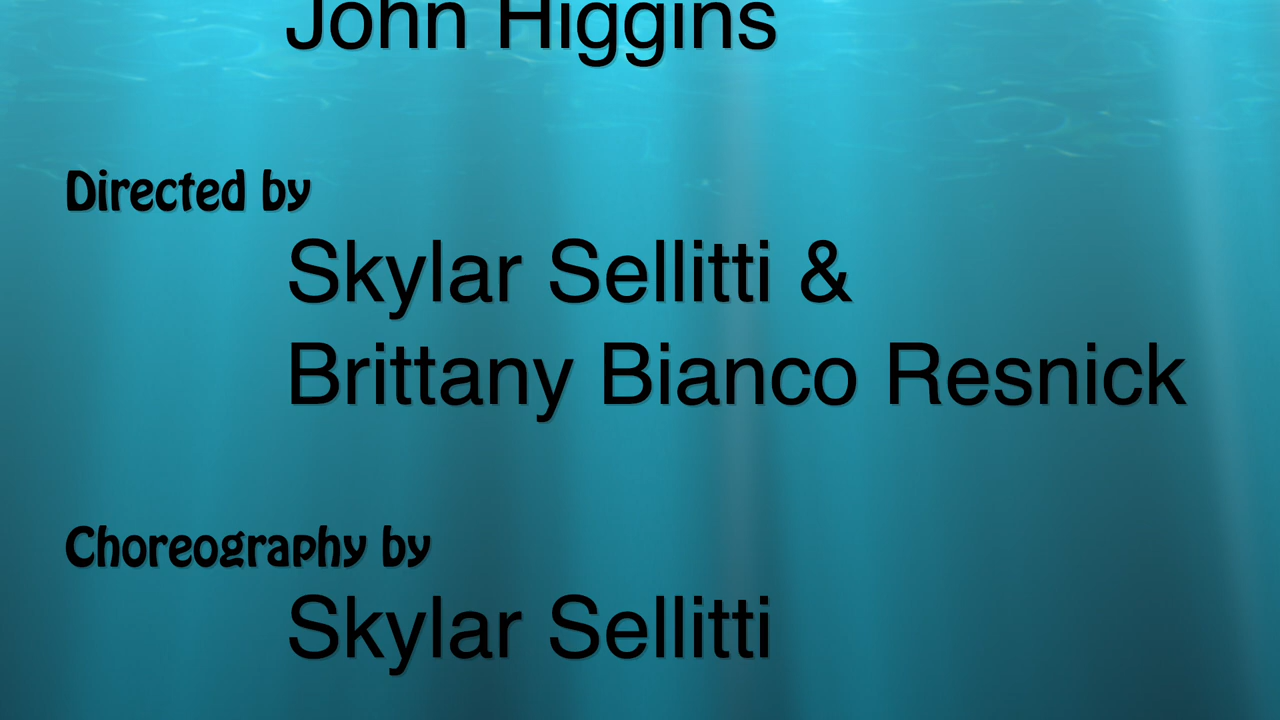 John Higgins
Directed by
Skylar Sellitti &
Brittany Bianco Resnick
Choreography by
Skylar Sellitti